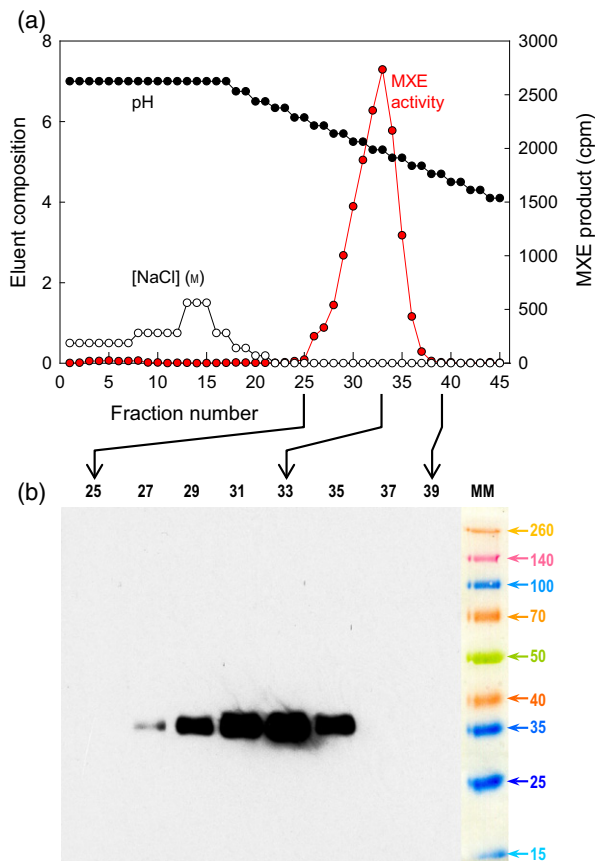 (a)
8
6
4
2
0
Eluent composition
3000
2500
2000
1500
1000
500
0
MXE product (cpm)
pH
MXE
activity
[NaCl] (M)
0 5 10 15 20 25 30 35 40 45
Fraction number
(b)
25 27 29 31 33 35 37 39 MM
260
140
100
70
50
40
35
25
15